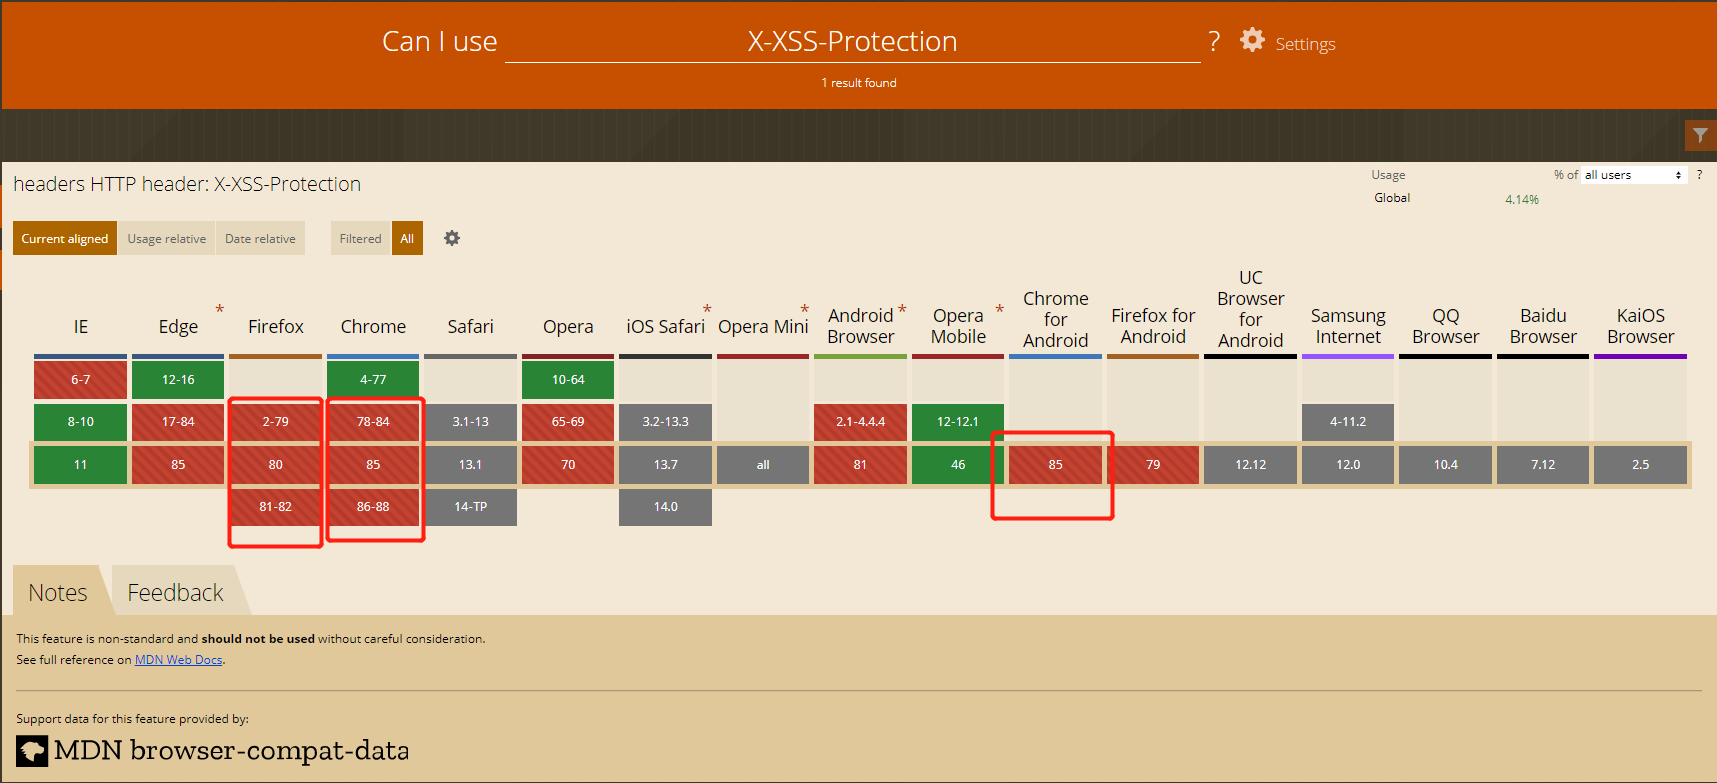 Can I use X-XSS-Protection ? Settings
1 result found
headers HTTP header: X-XSS-Protection
Usage % of all users ?
Global 4.14%
Current aligned Usage relative Date relative Filtered All
IE Edge * Firefox Chrome Safari Opera iOS Safari * Opera Mini * Android Browser * Opera Mobile * Chrome for Android Firefox for Android UC Browser for Android Samsung Internet QQ Browser Baidu Browser KaiOS Browser
6-7 12-16 4-77 10-64
8-10 17-84 2-79 78-84 3.1-13 65-69 3.2-13.3 2.1-4.4.4 12-12.1 4-11.2
11 85 80 85 13.1 70 13.7 all 81 46 85 79 12.12 12.0 10.4 7.12 2.5
81-82 86-88 14-TP 14.0
Notes Feedback
This feature is non-standard and should not be used without careful consideration.
See full reference on MDN Web Docs.
Support data for this feature provided by:
MDN browser-compat-data